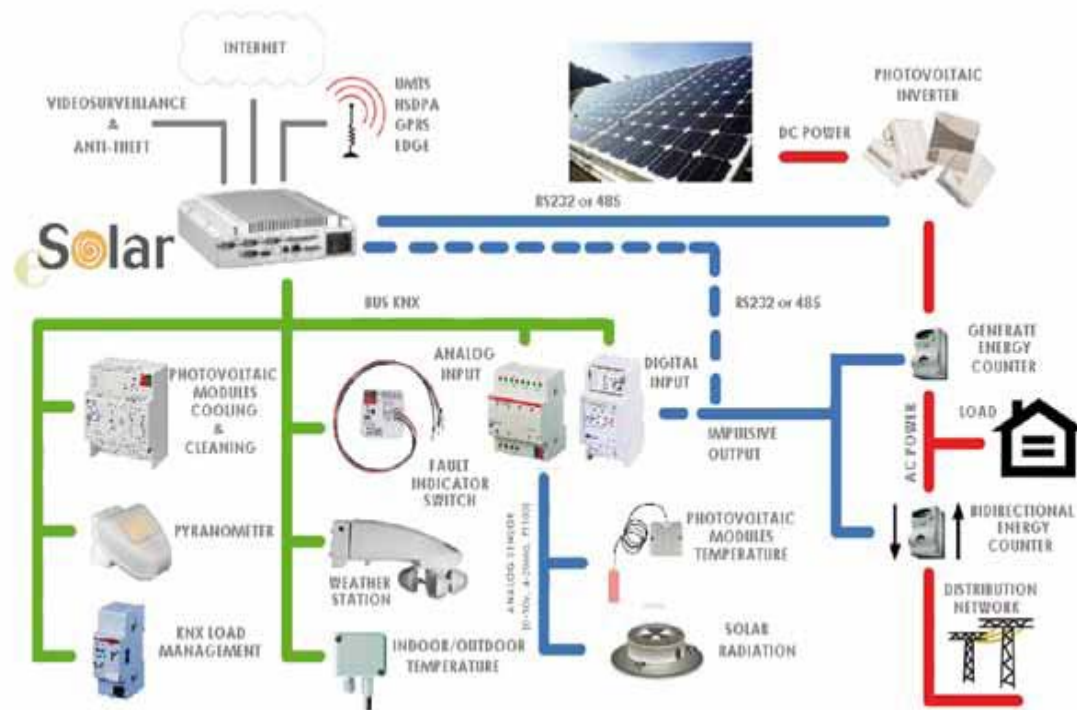 INTERNET
VIDEOSURVEILLANCE
&
ANTI-THEFT
UMTS
HSDPA
GPRS
EDGE
PHOTOVOLTAIC
INVERTER
DC POWER
RS232 or 485
eSolar
BUS KNX
RS232 or 485
PHOTOVOLTAIC
MODULES
COOLING
&
CLEANING
ANALOG
INPUT
DIGITAL
INPUT
GENERATE
ENERGY
COUNTER
FAULT
INDICATOR
SWITCH
IMPULSIVE
OUTPUT
AC POWER
LOAD
PYRANOMETER
WEATHER
STATION
ANALOG SENSOR
PHOTOVOLTAIC
MODULES
TEMPERATURE
BIDIRECTIONAL
ENERGY
COUNTER
DISTRIBUTION
NETWORK
KNX LOAD
MANAGEMENT
INDOOR/OUTDOOR
TEMPERATURE
SOLAR
RADIATION